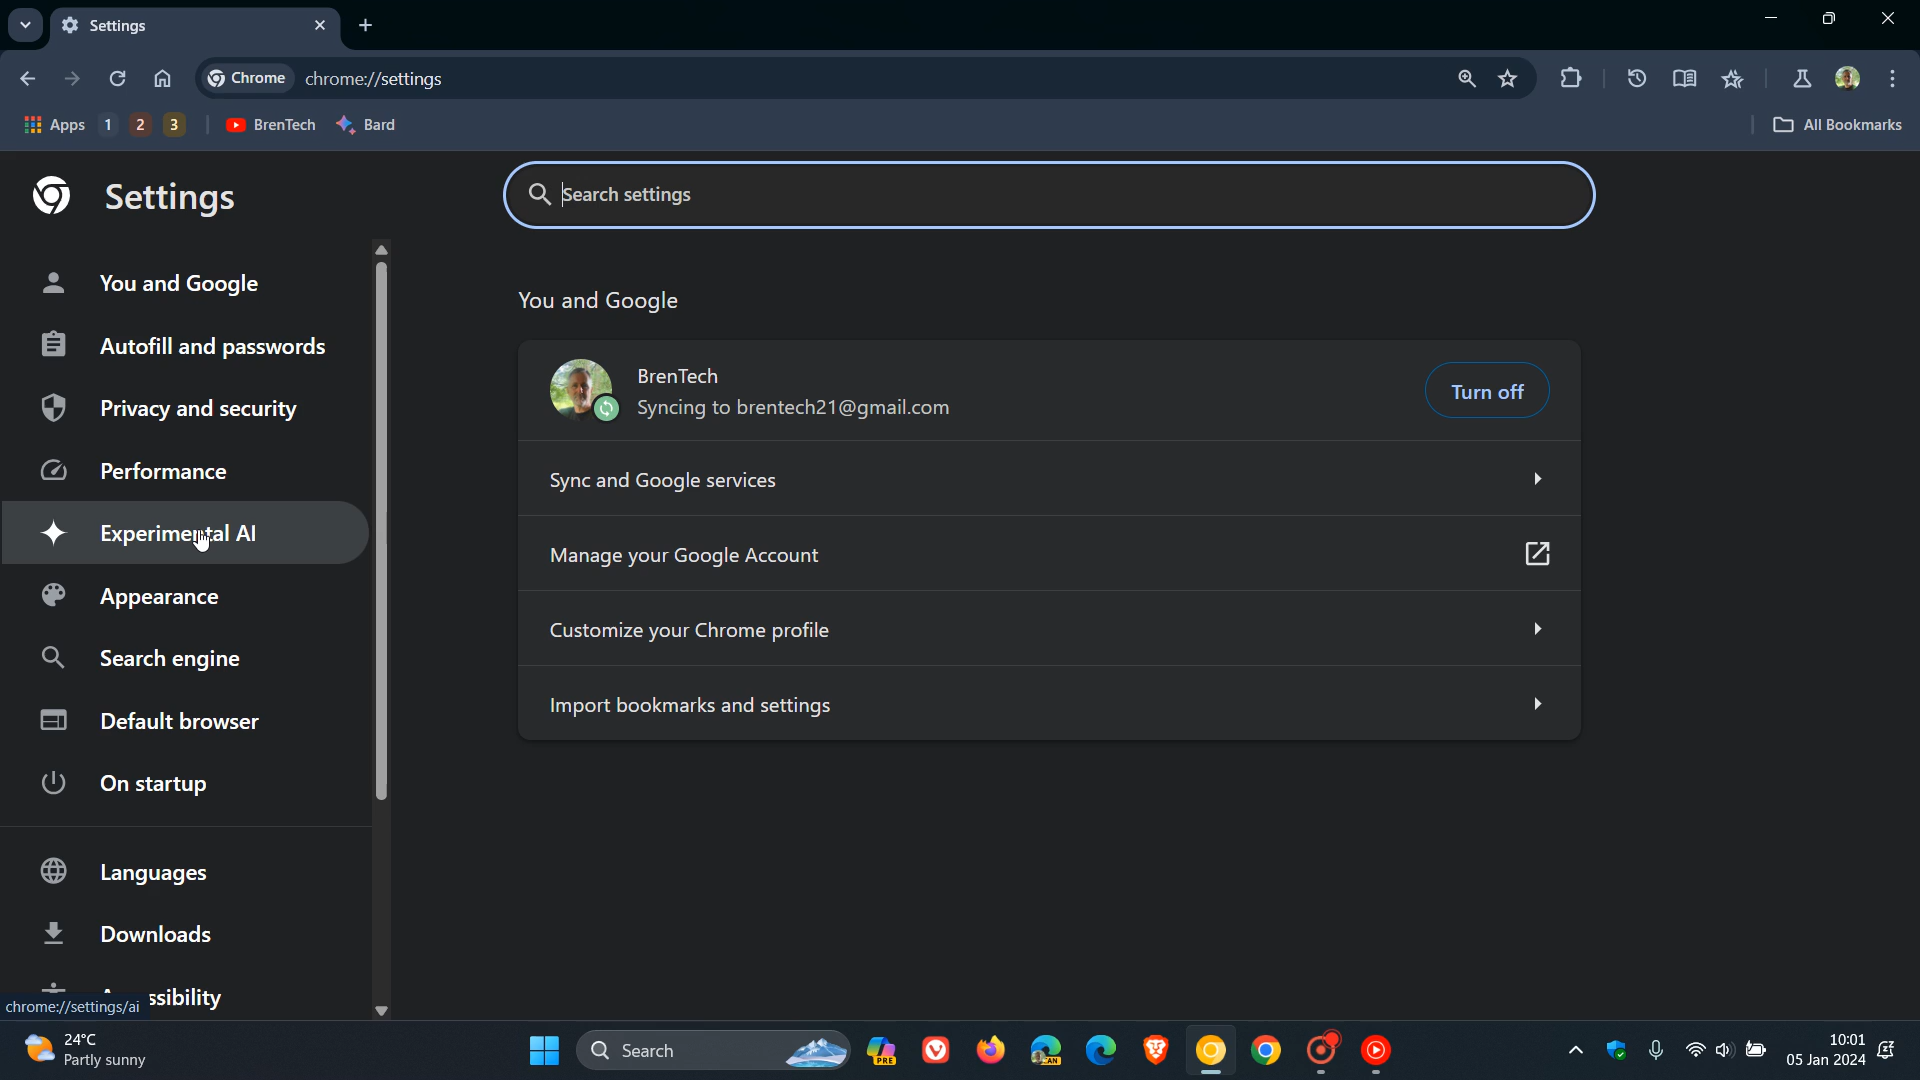 Settings
Chrome
chrome://settings
Apps
1
2
3
BrenTech
Bard
All Bookmarks
Settings
Search settings
You and Google
Autofill and passwords
Privacy and security
Performance
Experimental AI
Appearance
Search engine
Default browser
On startup
Languages
Downloads
ssibility
chrome://settings/ai
You and Google
BrenTech
Syncing to brentech21@gmail.com
Turn off
Sync and Google services
Manage your Google Account
Customize your Chrome profile
Import bookmarks and settings
24°C
Partly sunny
Search
PRE
CAN
10:01
05 Jan 2024